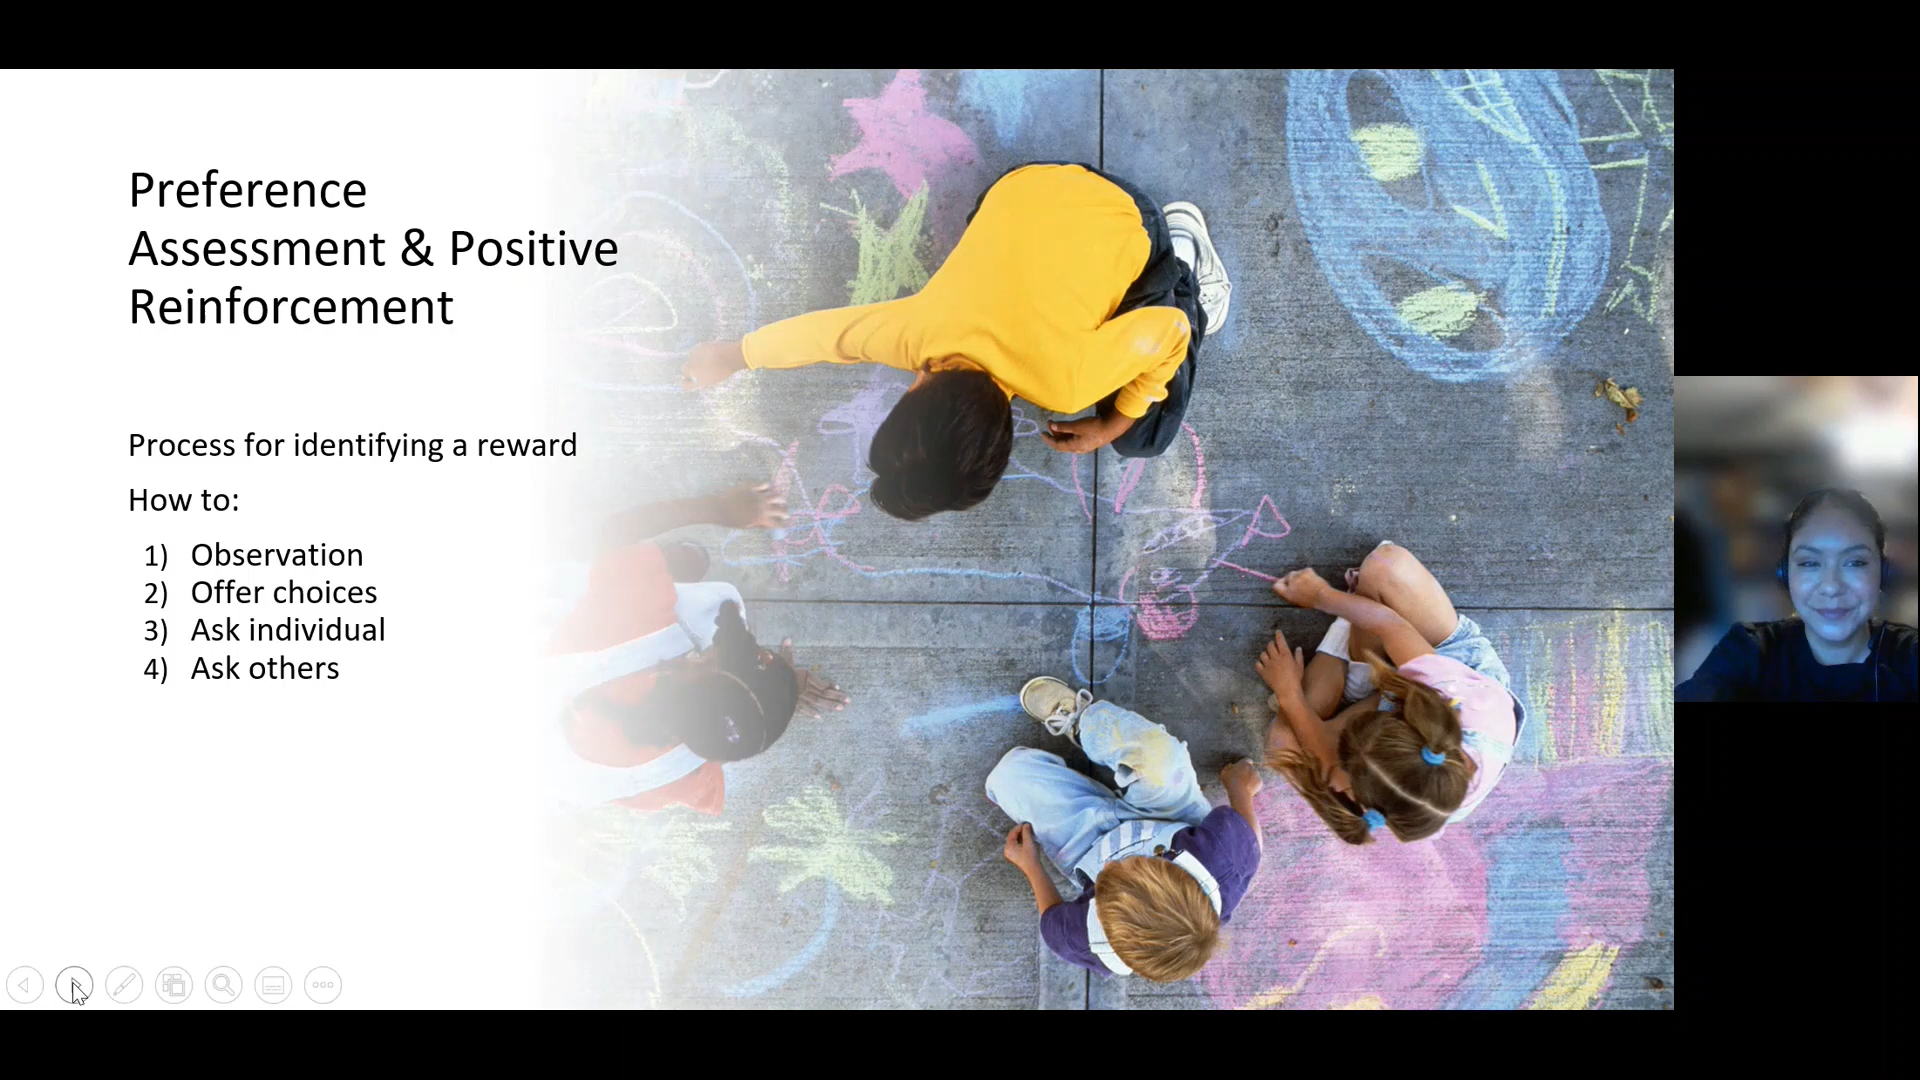 Preference
Assessment & Positive
Reinforcement
Process for identifying a reward
How to:
1) Observation
2) Offer choices
3) Ask individual
4) Ask others